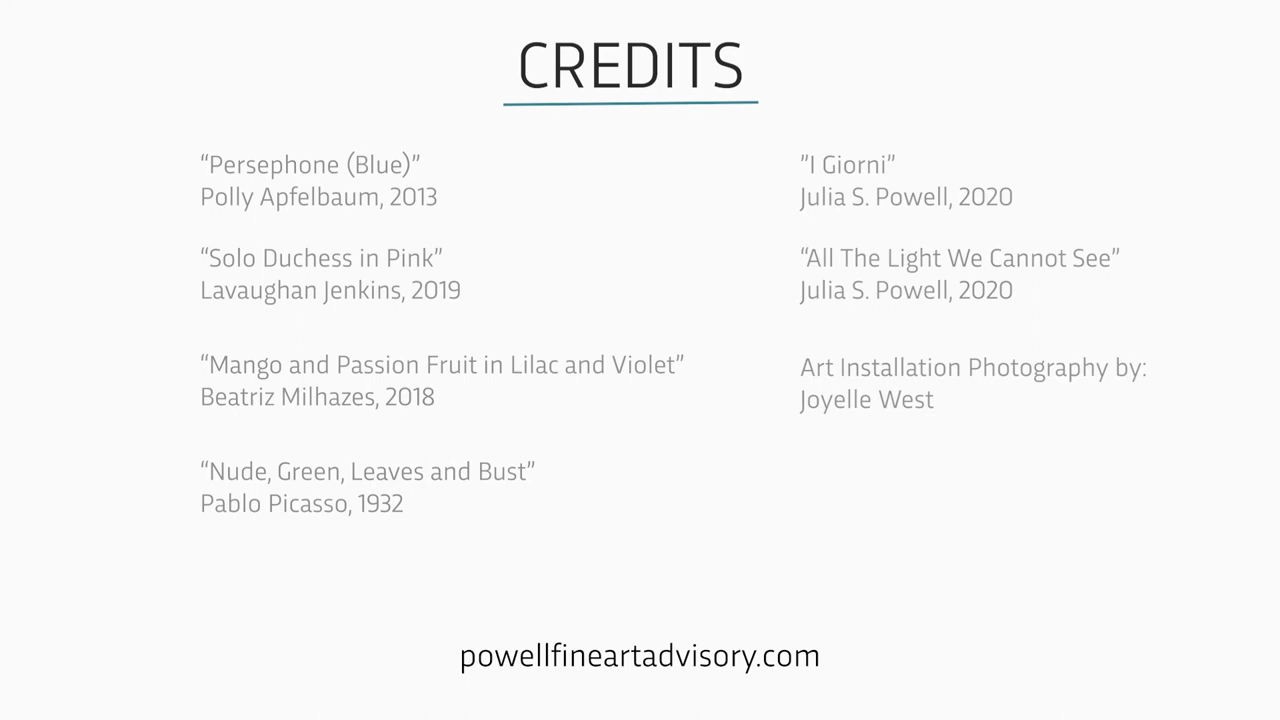 CREDITS
“Persephone (Blue)”
Polly Apfelbaum, 2013
“Solo Duchess in Pink”
Lavaughan Jenkins, 2019
“Mango and Passion Fruit in Lilac and Violet”
Beatriz Milhazes, 2018
“Nude, Green, Leaves and Bust”
Pablo Picasso, 1932
”I Giorni”
Julia S. Powell, 2020
“All The Light We Cannot See”
Julia S. Powell, 2020
Art Installation Photography by:
Joyelle West
powellfineartadvisory.com